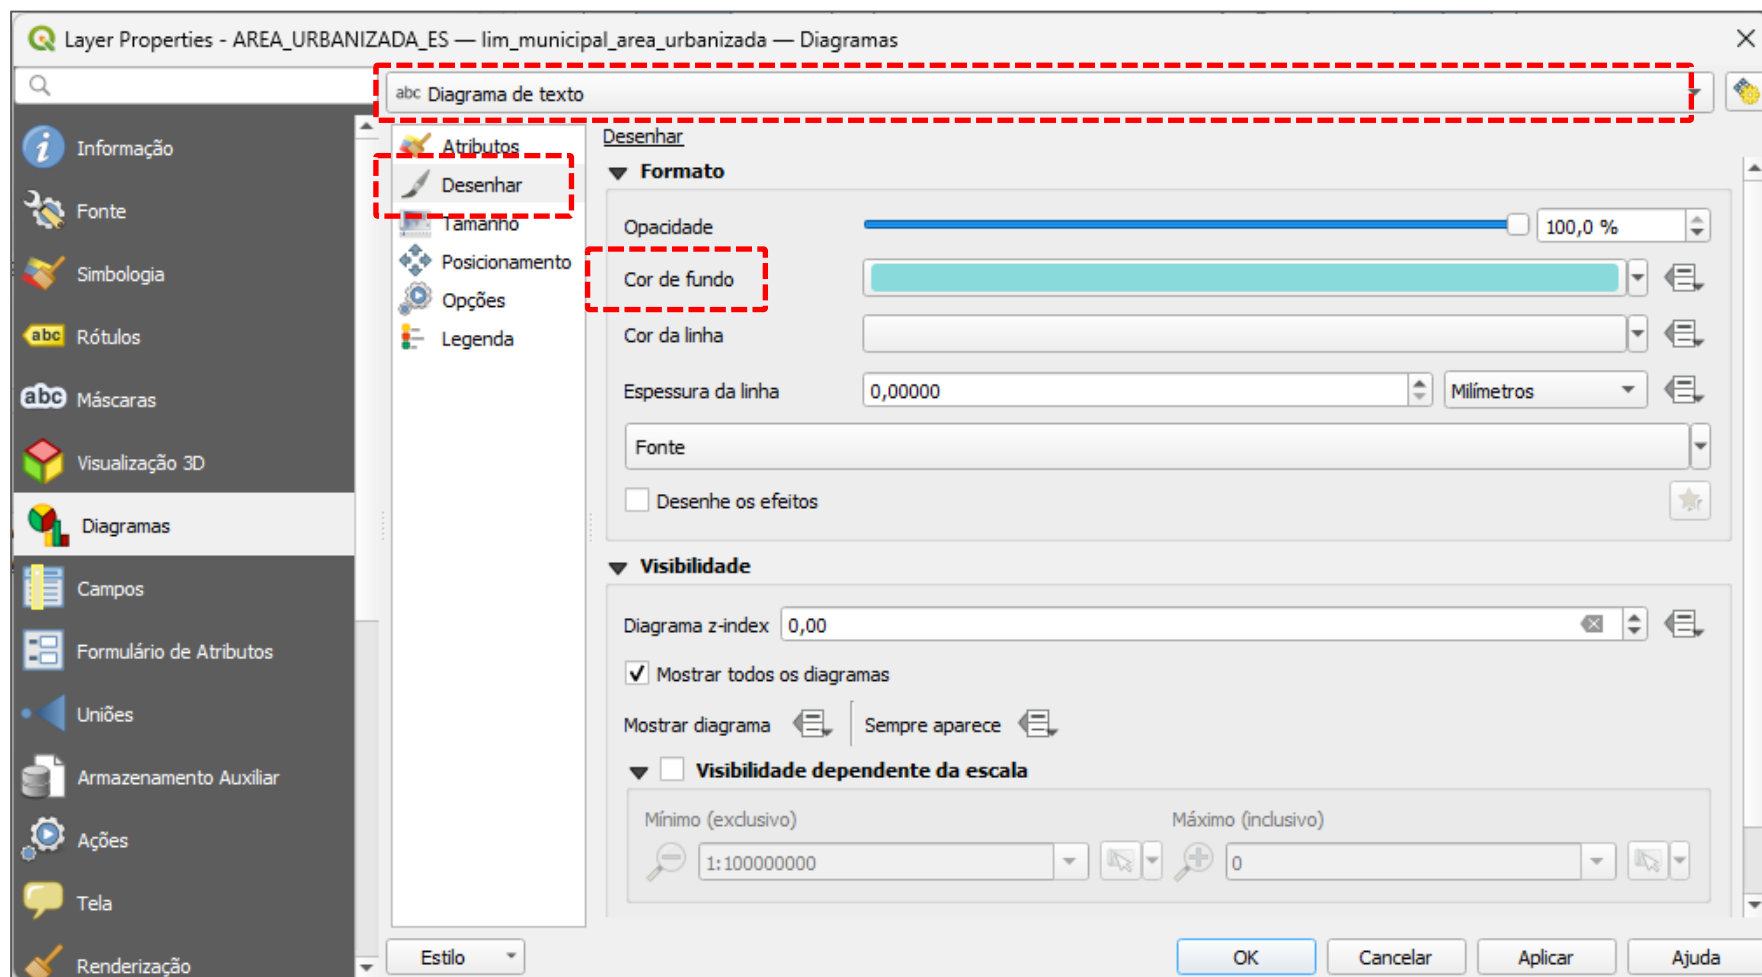 Layer Properties - AREA_URBANIZADA_ES — lim_municipal_area_urbanizada — Diagramas
abc Diagrama de texto
Informação
Fonte
Simbologia
abc Rótulos
abc Máscaras
Visualização 3D
Diagramas
Campos
Formulário de Atributos
Uniões
Armazenamento Auxiliar
Ações
Tela
Renderização
Atributos
Desenhar
Tamanho
Posicionamento
Opções
Legenda
Desenhar
Formato
Opacidade 100,0 %
Cor de fundo
Cor da linha
Espessura da linha 0,00000 Milímetros
Fonte
Desenhe os efeitos
Visibilidade
Diagrama z-index 0,00
Mostrar todos os diagramas
Mostrar diagrama Sempre aparece
Visibilidade dependente da escala
Mínimo (exclusivo) Máximo (inclusivo)
1:100000000 0
Estilo OK Cancelar Aplicar Ajuda